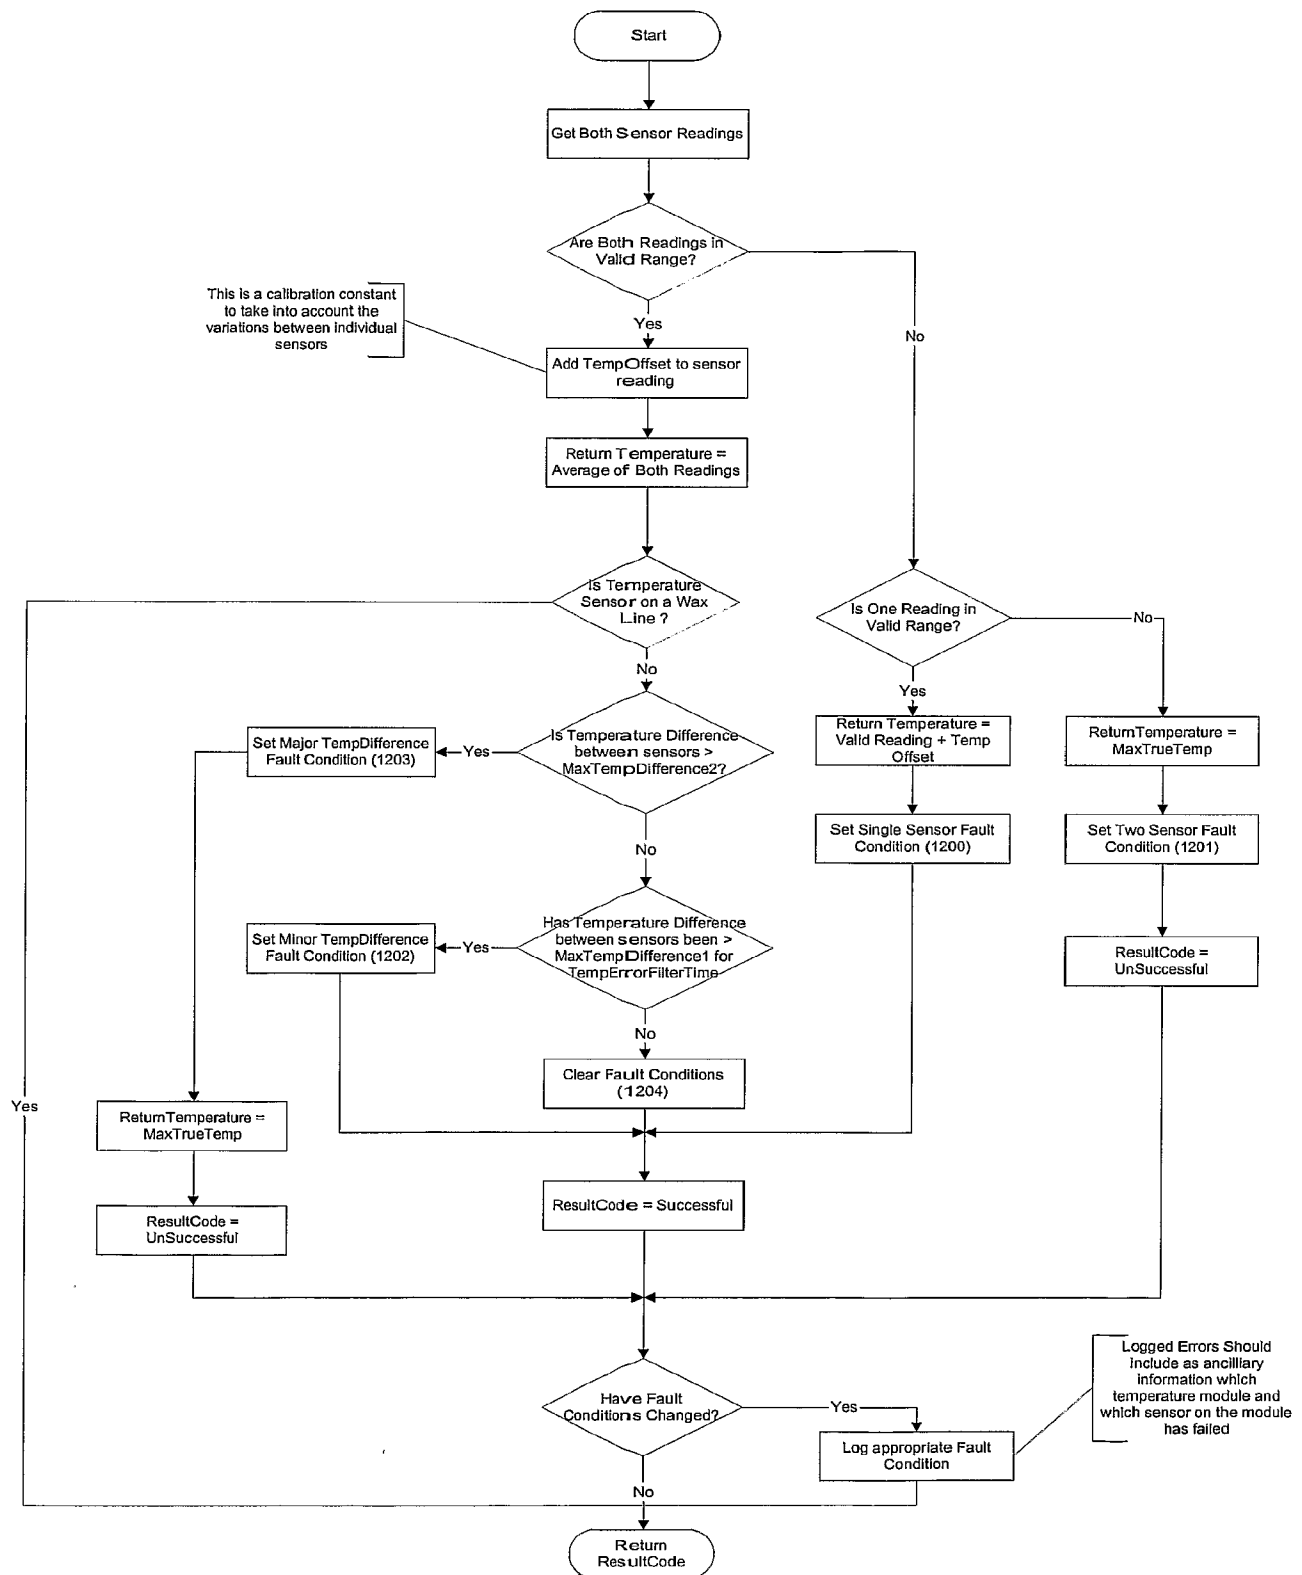 Start
Get Both Sensor Readings
Are Both Readings in
Valid Range?
This is a calibration constant
to take into account the
variations between individual
sensors
Yes
No
Add TempOffset to sensor
reading
Return Temperature =
Average of Both Readings
Is Temperature
Sensor on a Wax
Line ?
Is One Reading in
Valid Range?
No
No
Yes
Set Major TempDifference
Fault Condition (1203)
Yes
Is Temperature Difference
between sensors >
MaxTempDifference2?
Return Temperature =
Valid Reading + Temp
Offset
ReturnTemperature =
MaxTrueTemp
Set Single Sensor Fault
Condition (1200)
Set Two Sensor Fault
Condition (1201)
No
Set Minor TempDifference
Fault Condition (1202)
Yes
Has Temperature Difference
between sensors been >
MaxTempDifference1 for
TempErrorFilterTime
ResultCode =
UnSuccessful
No
Clear Fault Conditions
(1204)
Yes
ReturnTemperature =
MaxTrueTemp
ResultCode = Successful
ResultCode =
UnSuccessful
Have Fault
Conditions Changed?
Yes
Log appropriate Fault
Condition
Logged Errors Should
Include as ancilliary
information which
temperature module and
which sensor on the module
has failed
No
Return
ResultCode